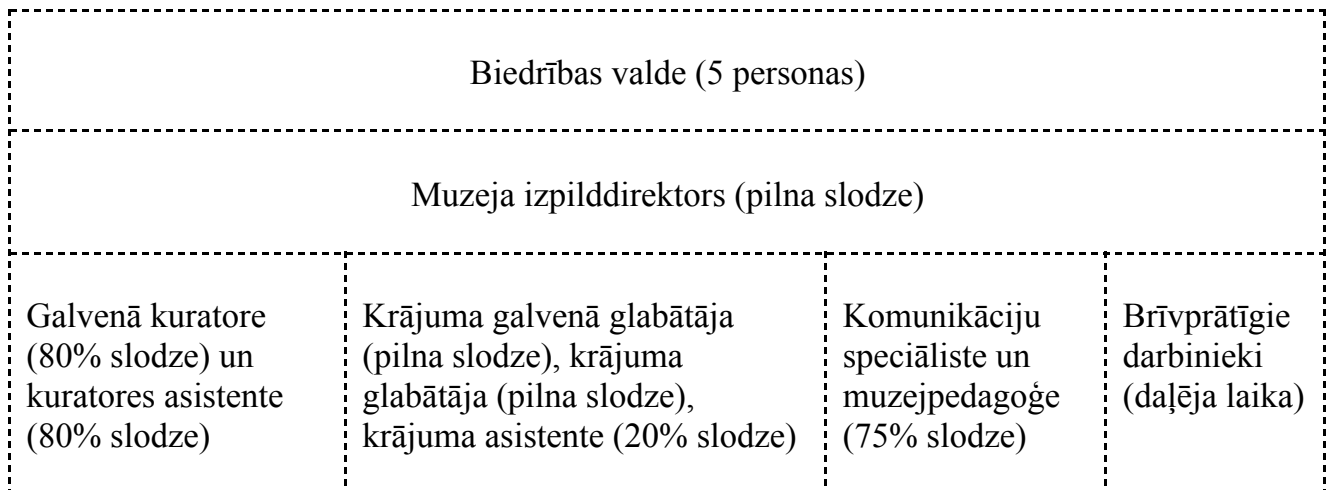 Biedrības valde (5 personas)
Muzeja izpilddirektors (pilna slodze)
Galvenā kuratore
(80% slodze) un
kuratores asistente
(80% slodze)
Krājuma galvenā glabātāja
(pilna slodze), krājuma
glabātāja (pilna slodze),
krājuma asistente (20% slodze)
Komunikāciju
speciāliste un
muzejpedagoģe
(75% slodze)
Brīvprātīgie
darbinieki
(daļēja laika)